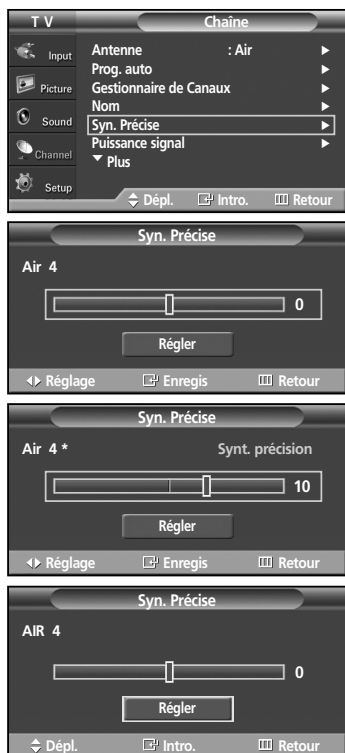 T V Chaîne
Input
Picture
Sound
Channel
Setup
Antenne : Air
Prog. auto
Gestionnaire de Canaux
Nom
Syn. Précise
Puissance signal
Plus
Dépl. Intro. Retour
Syn. Précise
Air 4
0
Régler
Réglage Enregis Retour
Syn. Précise
Air 4 * Synt. précision
10
Régler
Réglage Enregis Retour
Syn. Précise
AIR 4
0
Régler
Dépl. Intro. Retour